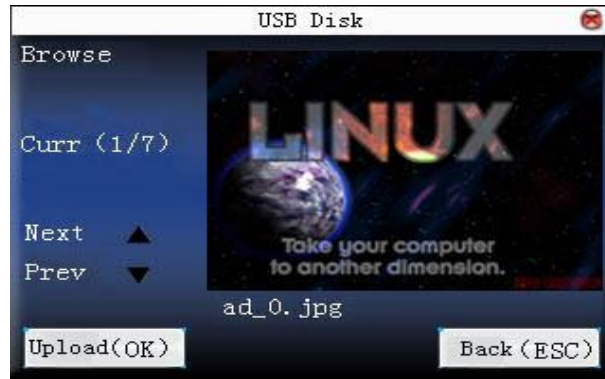 USB Disk
Browse
Curr (1/7)
Next
Prev
LINUX
Take your computer
to another dimension.
ad_0.jpg
Upload(OK)
Back(ESC)